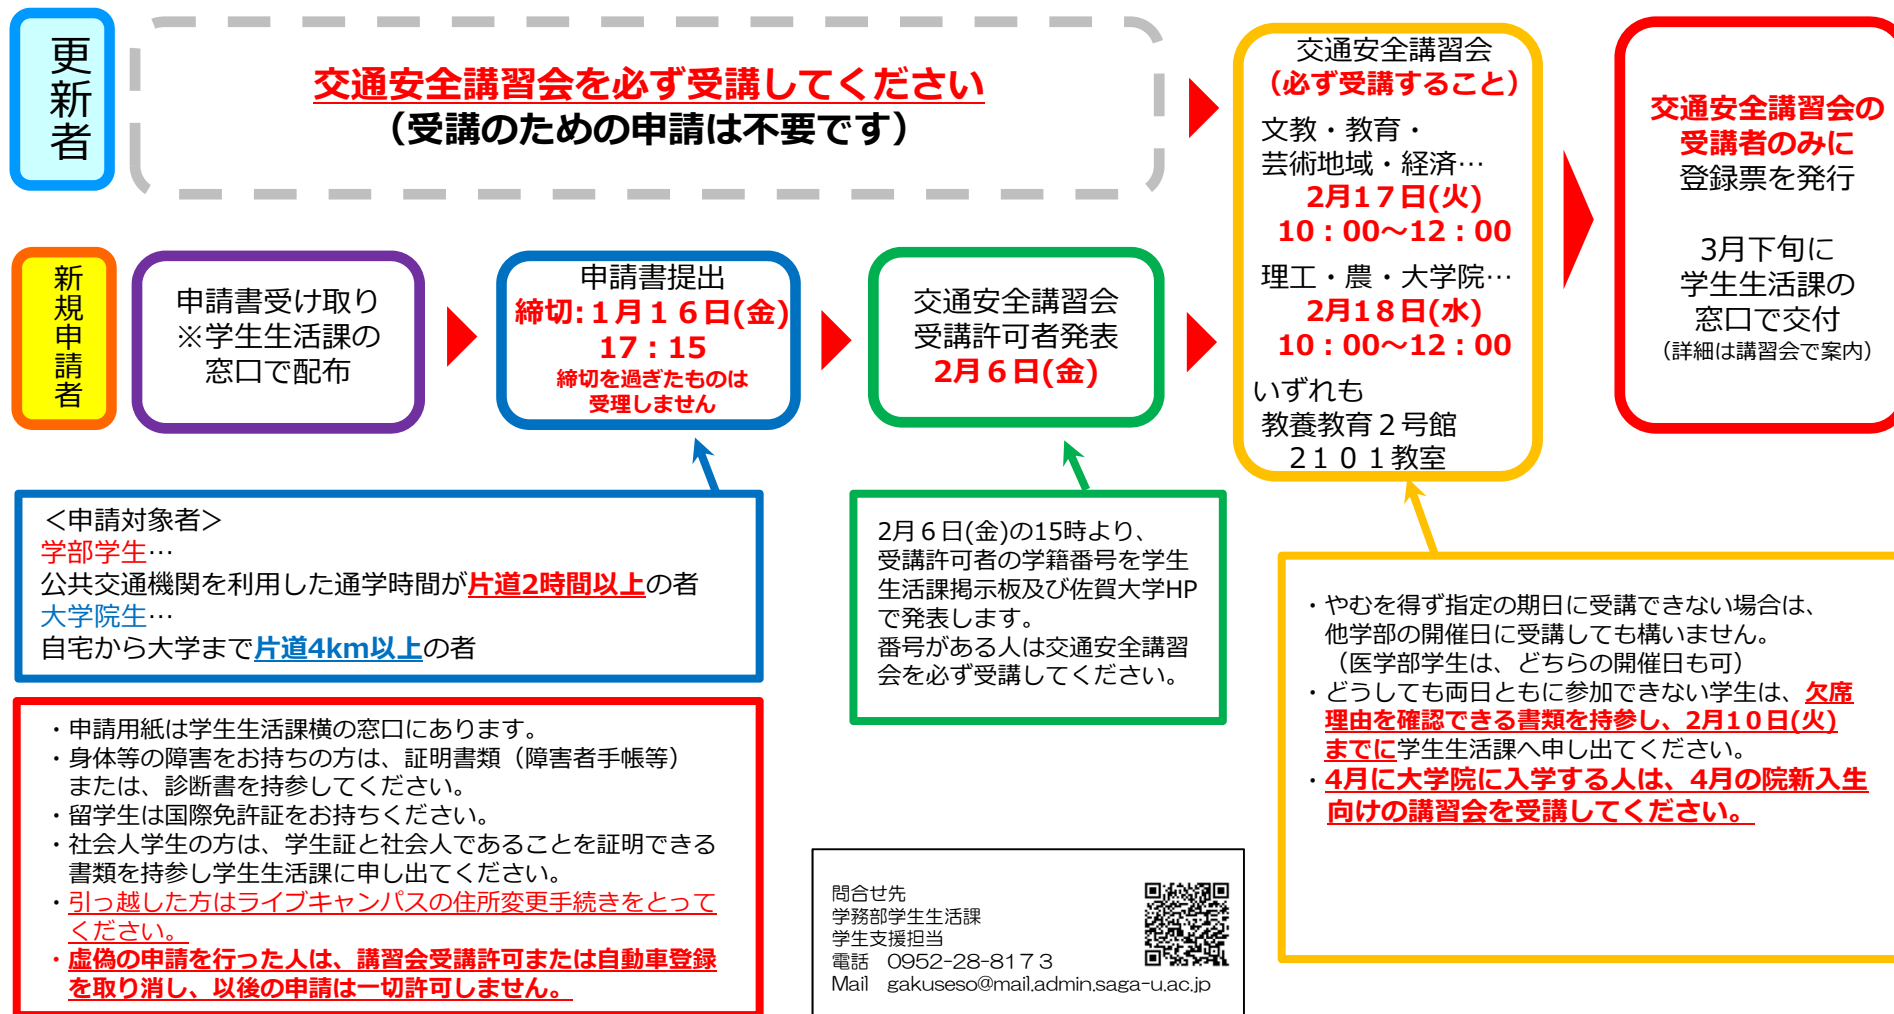 更新者
交通安全講習会を必ず受講してください
（受講のための申請は不要です）
交通安全講習会
（必ず受講すること）
文教・教育・
芸術地域・経済…
2月1７日(火)
10：00～12：00
理工・農・大学院…
2月18日(水)
10：00～12：00
いずれも
教養教育２号館
２１０１教室
交通安全講習会の
受講者のみに
登録票を発行
3月下旬に
学生生活課の
窓口で交付
（詳細は講習会で案内）
新規申請者
申請書受け取り
※学生生活課の
窓口で配布
申請書提出
締切:１月１６日(金)
17：15
締切を過ぎたものは
受理しません
交通安全講習会
受講許可者発表
2月６日(金)
＜申請対象者＞
学部学生…
公共交通機関を利用した通学時間が片道2時間以上の者
大学院生…
自宅から大学まで片道4km以上の者
2月６日(金)の15時より、
受講許可者の学籍番号を学生
生活課掲示板及び佐賀大学HP
で発表します。
番号がある人は交通安全講習
会を必ず受講してください。
・やむを得ず指定の期日に受講できない場合は、
他学部の開催日に受講しても構いません。
（医学部学生は、どちらの開催日も可）
・どうしても両日ともに参加できない学生は、欠席
理由を確認できる書類を持参し、2月1０日(火)
までに学生生活課へ申し出てください。
・4月に大学院に入学する人は、4月の院新入生
向けの講習会を受講してください。
・申請用紙は学生生活課横の窓口にあります。
・身体等の障害をお持ちの方は、証明書類（障害者手帳等）
または、診断書を持参してください。
・留学生は国際免許証をお持ちください。
・社会人学生の方は、学生証と社会人であることを証明できる
書類を持参し学生生活課に申し出てください。
・引っ越した方はライブキャンパスの住所変更手続きをとって
ください。
・虚偽の申請を行った人は、講習会受講許可または自動車登録
を取り消し、以後の申請は一切許可しません。
問合せ先
学務部学生生活課
学生支援担当
電話　0952-28-8173
Mail　gakuseso@mail.admin.saga-u.ac.jp